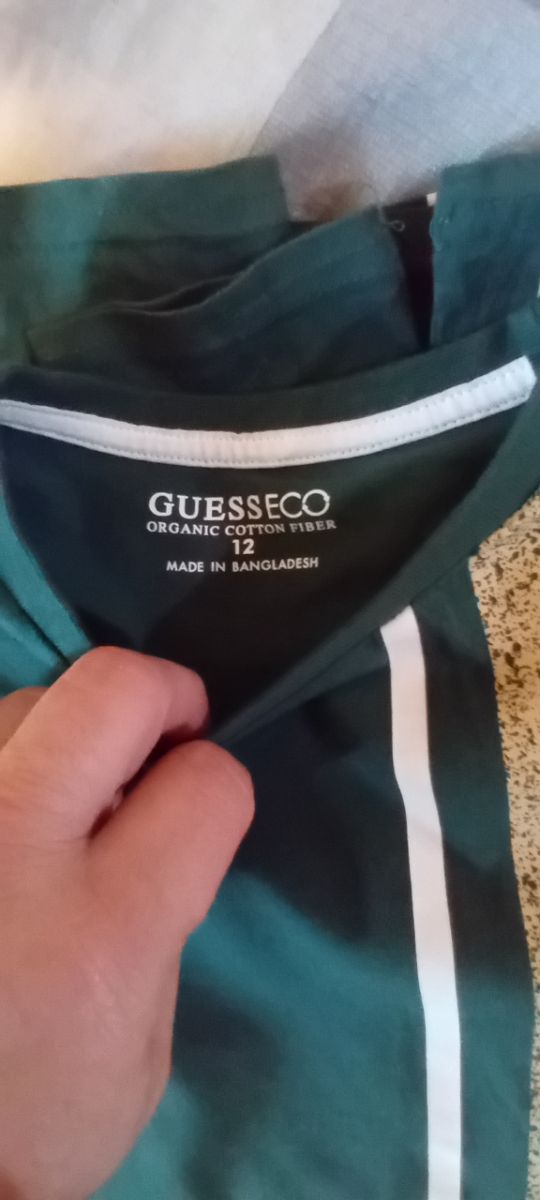 GUESSECO
ORGANIC COTTON FIBER
12
MADE IN BANGLADESH